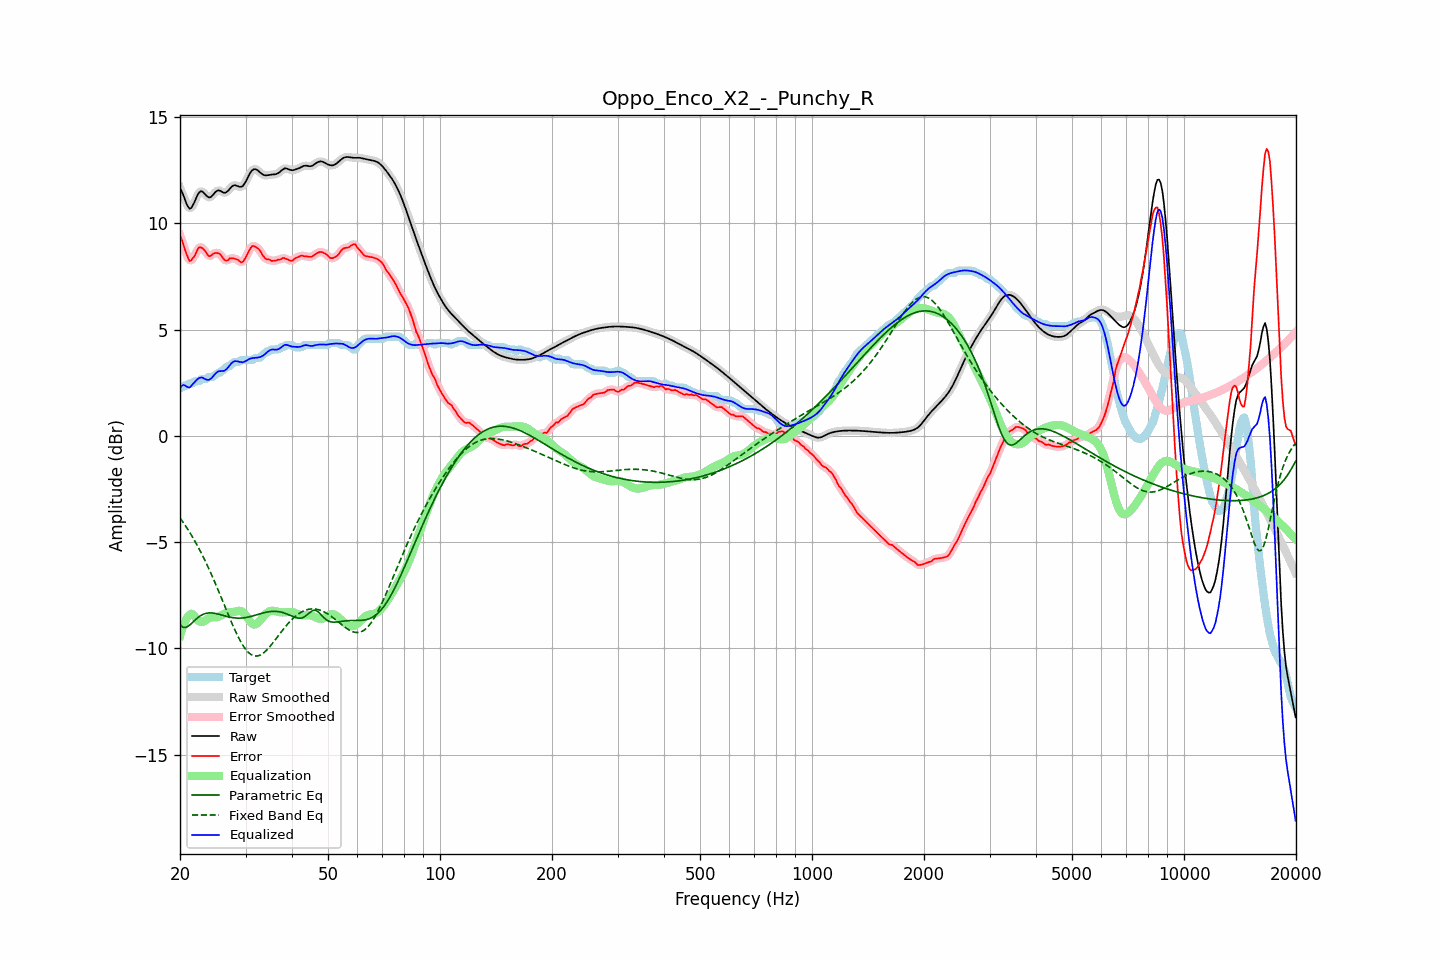 Oppo_Enco_X2_-_Punchy_R
15
10
5
0
−5
−10
−15
Amplitude (dBr)
Target
Raw Smoothed
Error Smoothed
Raw
Error
Equalization
Parametric Eq
Fixed Band Eq
Equalized
20
50
100
200
500
1000
2000
5000
10000
20000
Frequency (Hz)